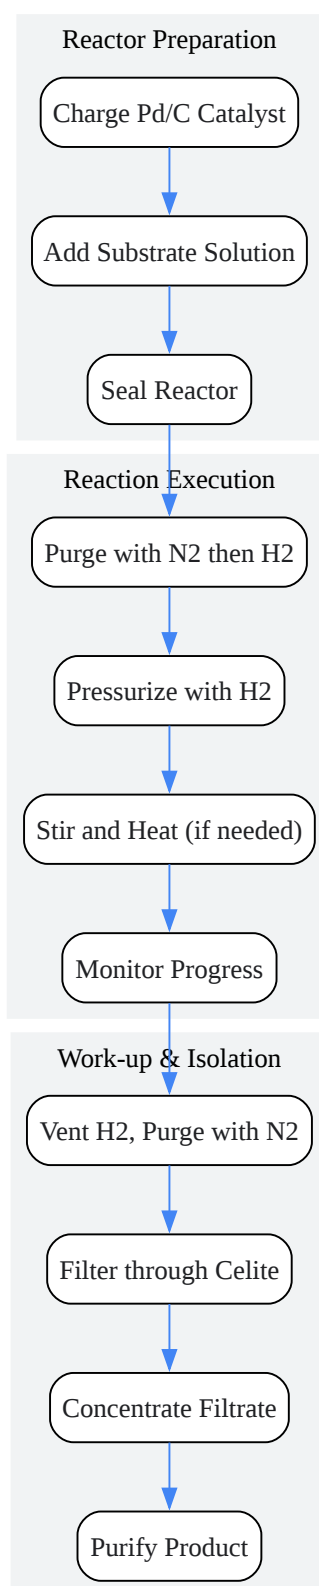 Reactor Preparation
Charge Pd/C Catalyst
Add Substrate Solution
Seal Reactor
Reaction Execution
Purge with N2 then H2
Pressurize with H2
Stir and Heat (if needed)
Monitor Progress
Work-up & Isolation
Vent H2, Purge with N2
Filter through Celite
Concentrate Filtrate
Purify Product